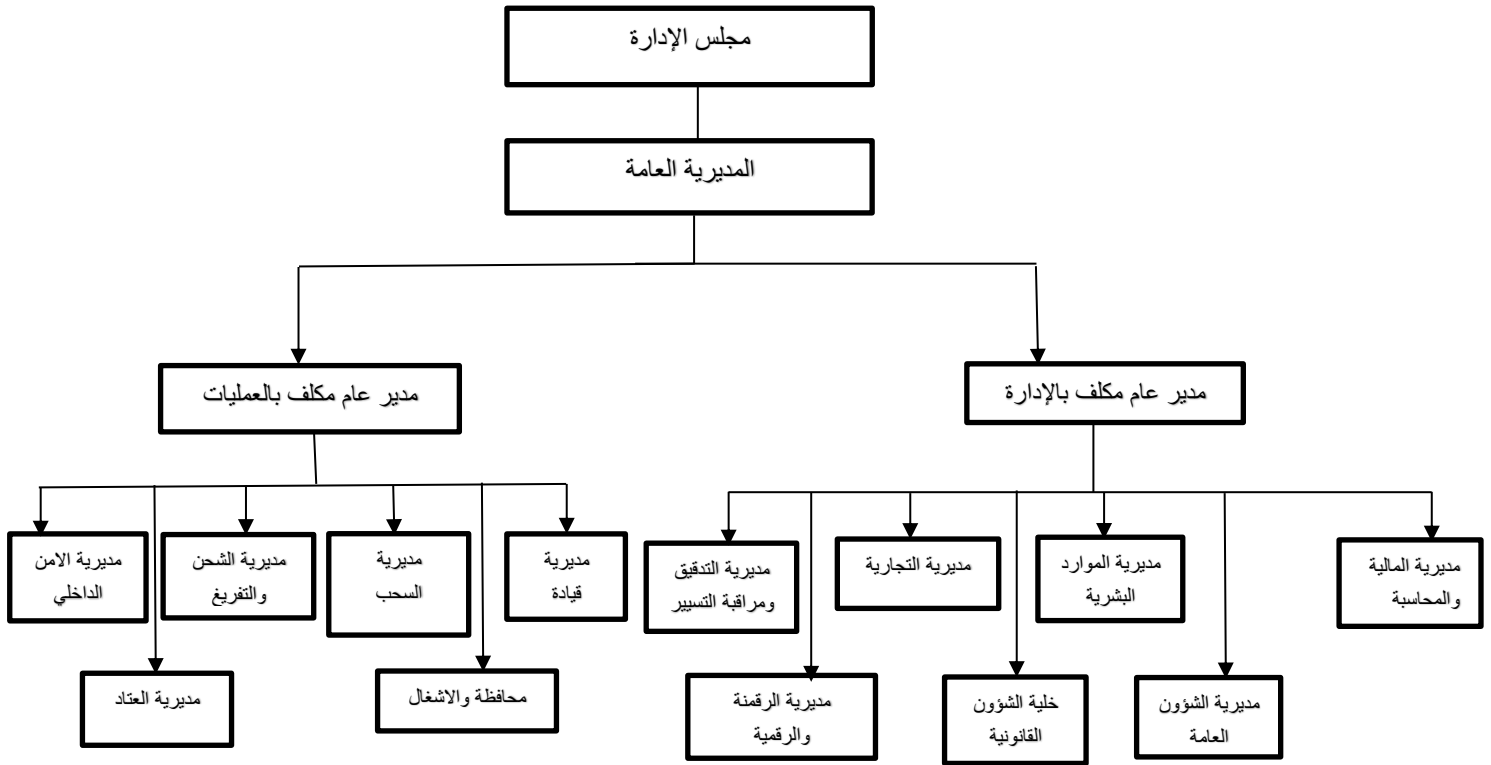 مجلس الإدارة
المديرية العامة
مدير عام مكلف بالإدارة
مدير عام مكلف بالعمليات
مديرية المالية
والمحاسبة
مديرية الموارد
البشرية
مديرية التجارية
مديرية التدقيق
ومراقبة التسيير
مديرية
قيادة
مديرية
السحب
مديرية الشحن
والتفريغ
مديرية الامن
الداخلي
مديرية الشؤون
العامة
خلية الشؤون
القانونية
مديرية الرقمنة
والرقمية
محافظة والاشغال
مديرية العتاد